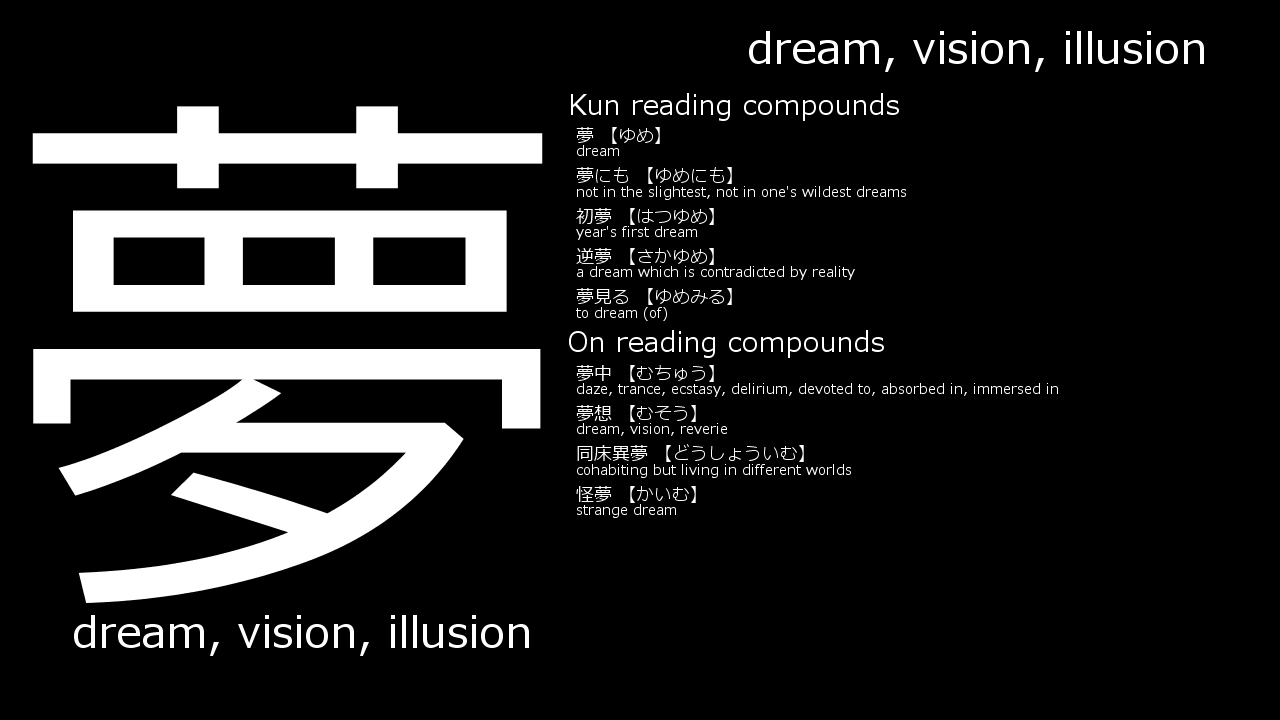 夢
dream, vision, illusion
dream, vision, illusion
Kun reading compounds
夢 【ゆめ】
dream
夢にも 【ゆめにも】
not in the slightest, not in one's wildest dreams
初夢 【はつゆめ】
year's first dream
逆夢 【さかゆめ】
a dream which is contradicted by reality
夢見る 【ゆめみる】
to dream (of)
On reading compounds
夢中 【むちゅう】
daze, trance, ecstasy, delirium, devoted to, absorbed in, immersed in
夢想 【むそう】
dream, vision, reverie
同床異夢 【どうしょういむ】
cohabiting but living in different worlds
怪夢 【かいむ】
strange dream